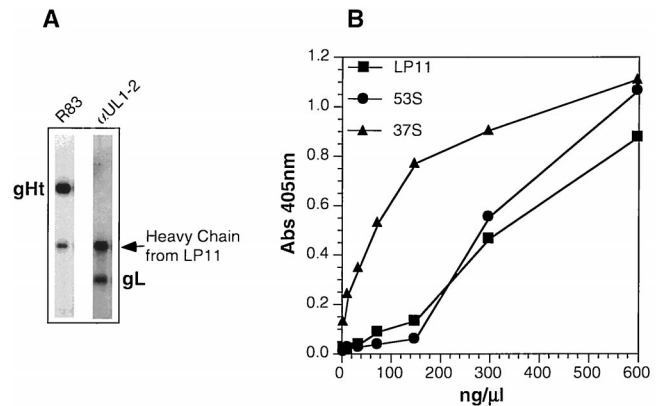 A
R83
αUL1-2
gHt
Heavy Chain
from LP11
gL
B
LP11
53S
37S
Abs 405nm
1.2
1.0
0.8
0.6
0.4
0.2
0.0
0 100 200 300 400 500 600
ng/µl